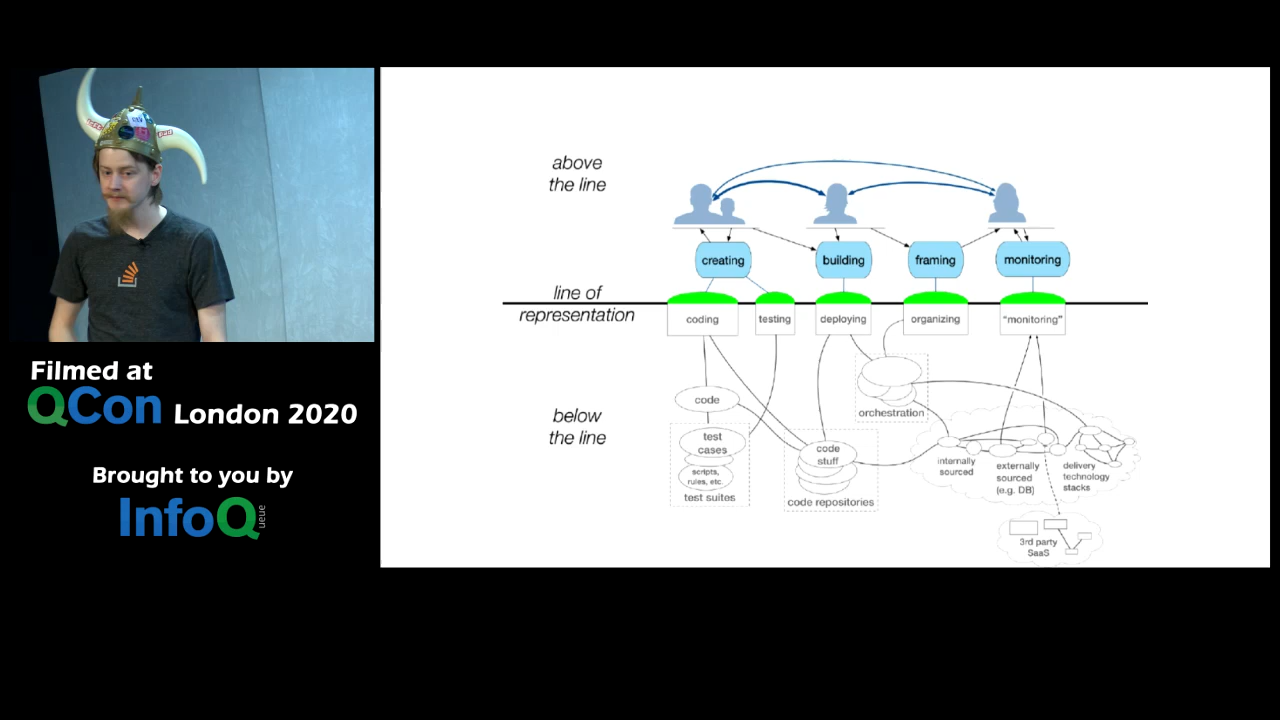 Filmed at
QCon London 2020
Brought to you by
InfoQ
ueue
above
the line
creating
building
framing
monitoring
line of
representation
coding
testing
deploying
organizing
"monitoring"
below
the line
code
test
cases
scripts,
rules, etc.
test suites
code
stuff
code repositories
orchestration
internally
sourced
externally
sourced
(e.g. DB)
delivery
technology
stacks
3rd party
SaaS